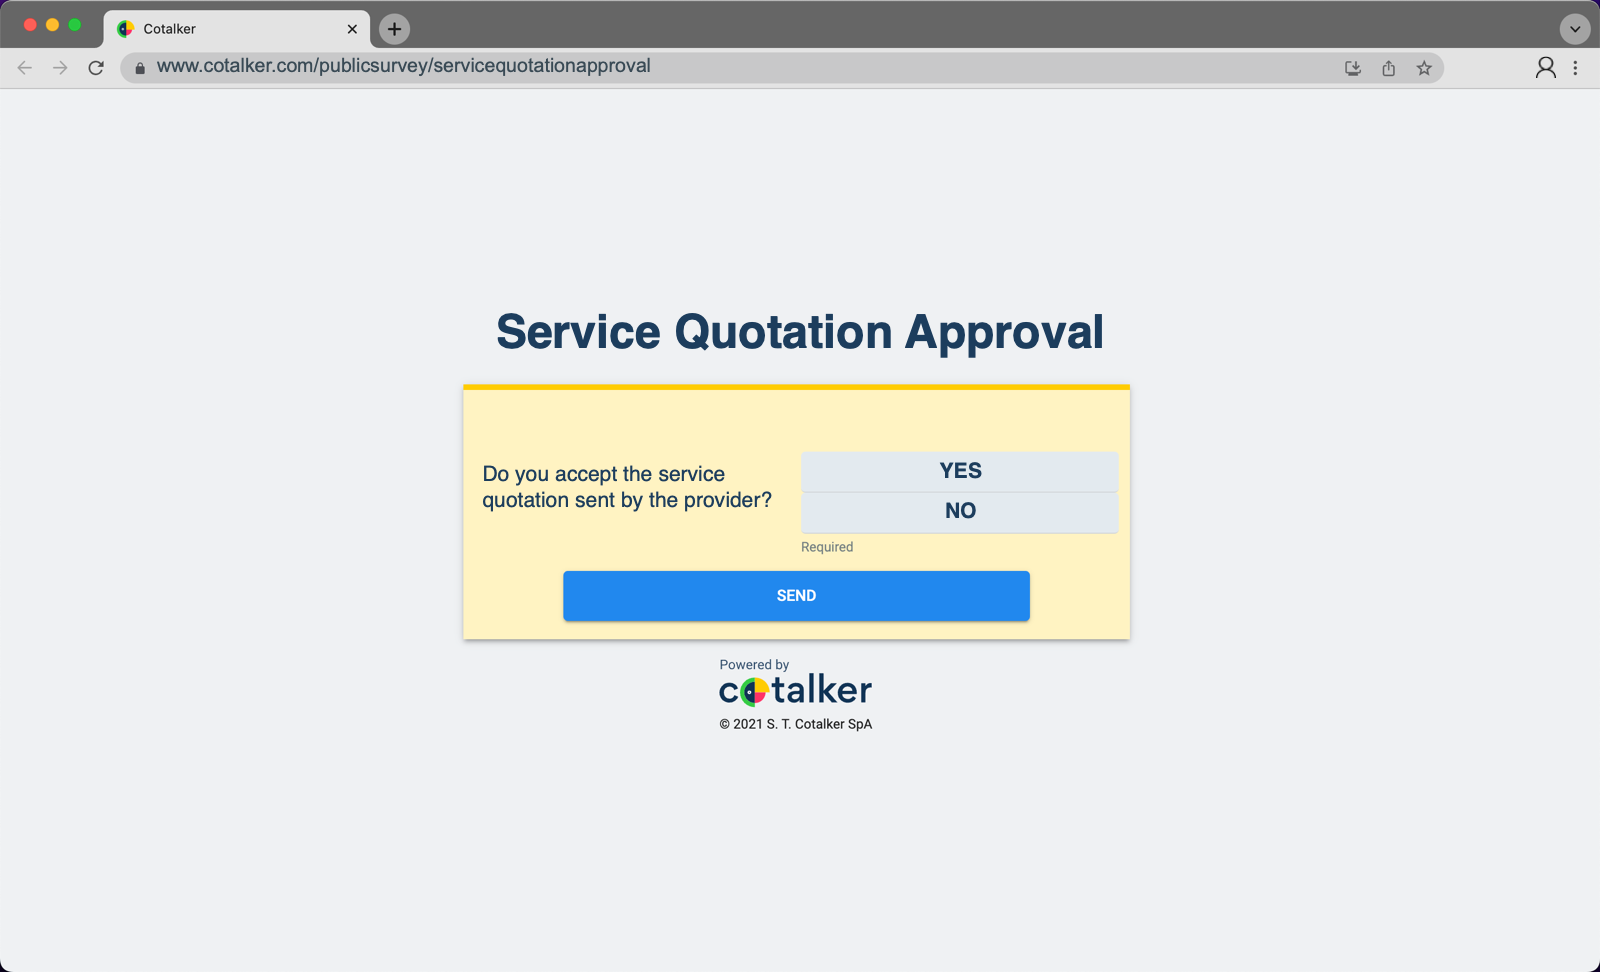 Cotalker
www.cotalker.com/publicsurvey/servicequotationapproval
Service Quotation Approval
Do you accept the service
quotation sent by the provider?
YES
NO
Required
SEND
Powered by
cotalker
© 2021 S. T. Cotalker SpA